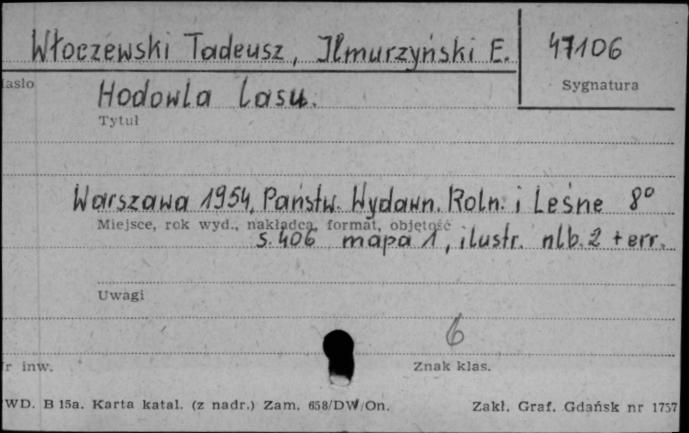 Włoczewski Tadeusz, Ilmurzyński E. 47106
Hasło Sygnatura
Hodowla lasu.
Tytuł
Warszawa 1954, Państw. Wydawn. Roln. i Leśne 8°
Miejsce, rok wyd., nakładca, format, objętość
s. 406 mapa 1, ilustr. nlb. 2 + err.
Uwagi
6
Nr inw. Znak klas.
WD. B 15a. Karta katal. (z nadr.) Zam. 658/DW/On. Zakł. Graf. Gdańsk nr 1757